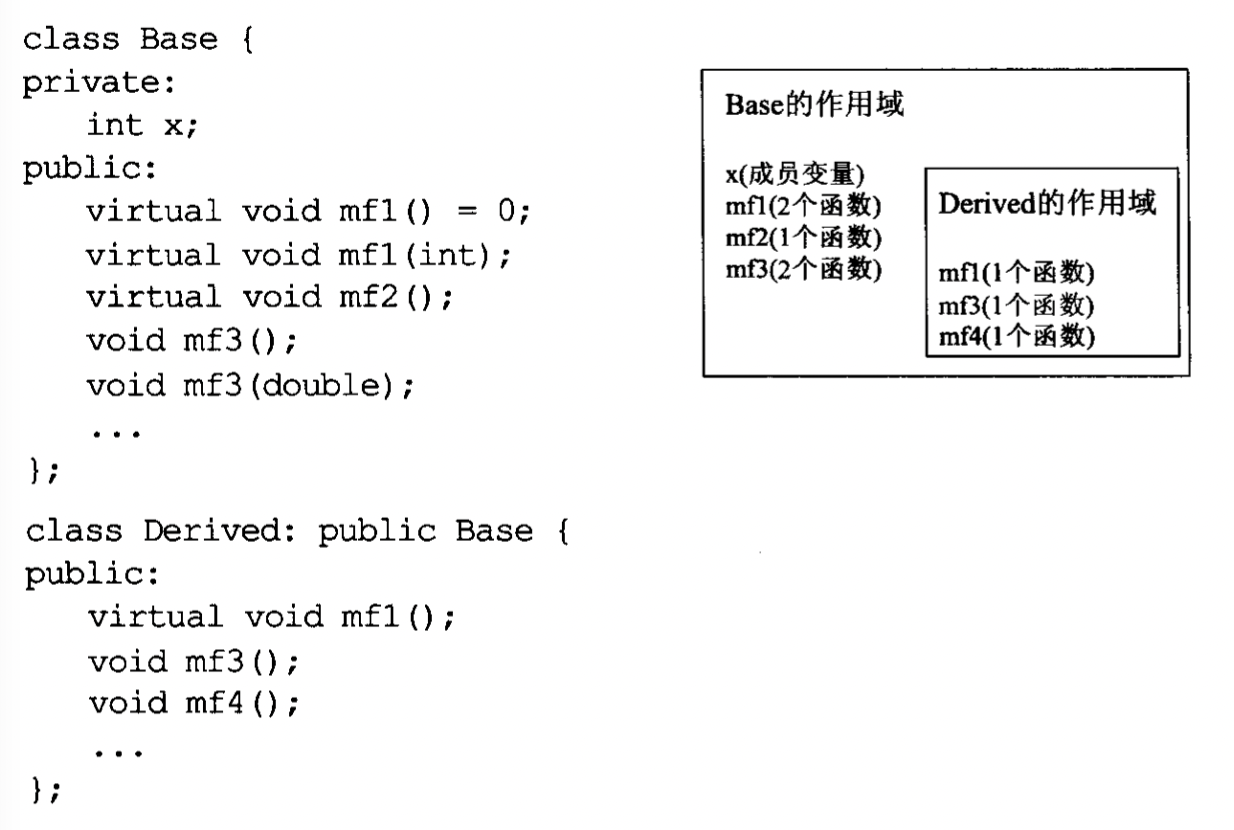 class Base {
private:
    int x;
public:
    virtual void mf1() = 0;
    virtual void mf1(int);
    virtual void mf2();
    void mf3();
    void mf3(double);
    ...
};
class Derived: public Base {
public:
    virtual void mf1();
    void mf3();
    void mf4();
    ...
};
Base的作用域
x(成员变量)
mf1(2个函数)
mf2(1个函数)
mf3(2个函数)
Derived的作用域
mf1(1个函数)
mf3(1个函数)
mf4(1个函数)